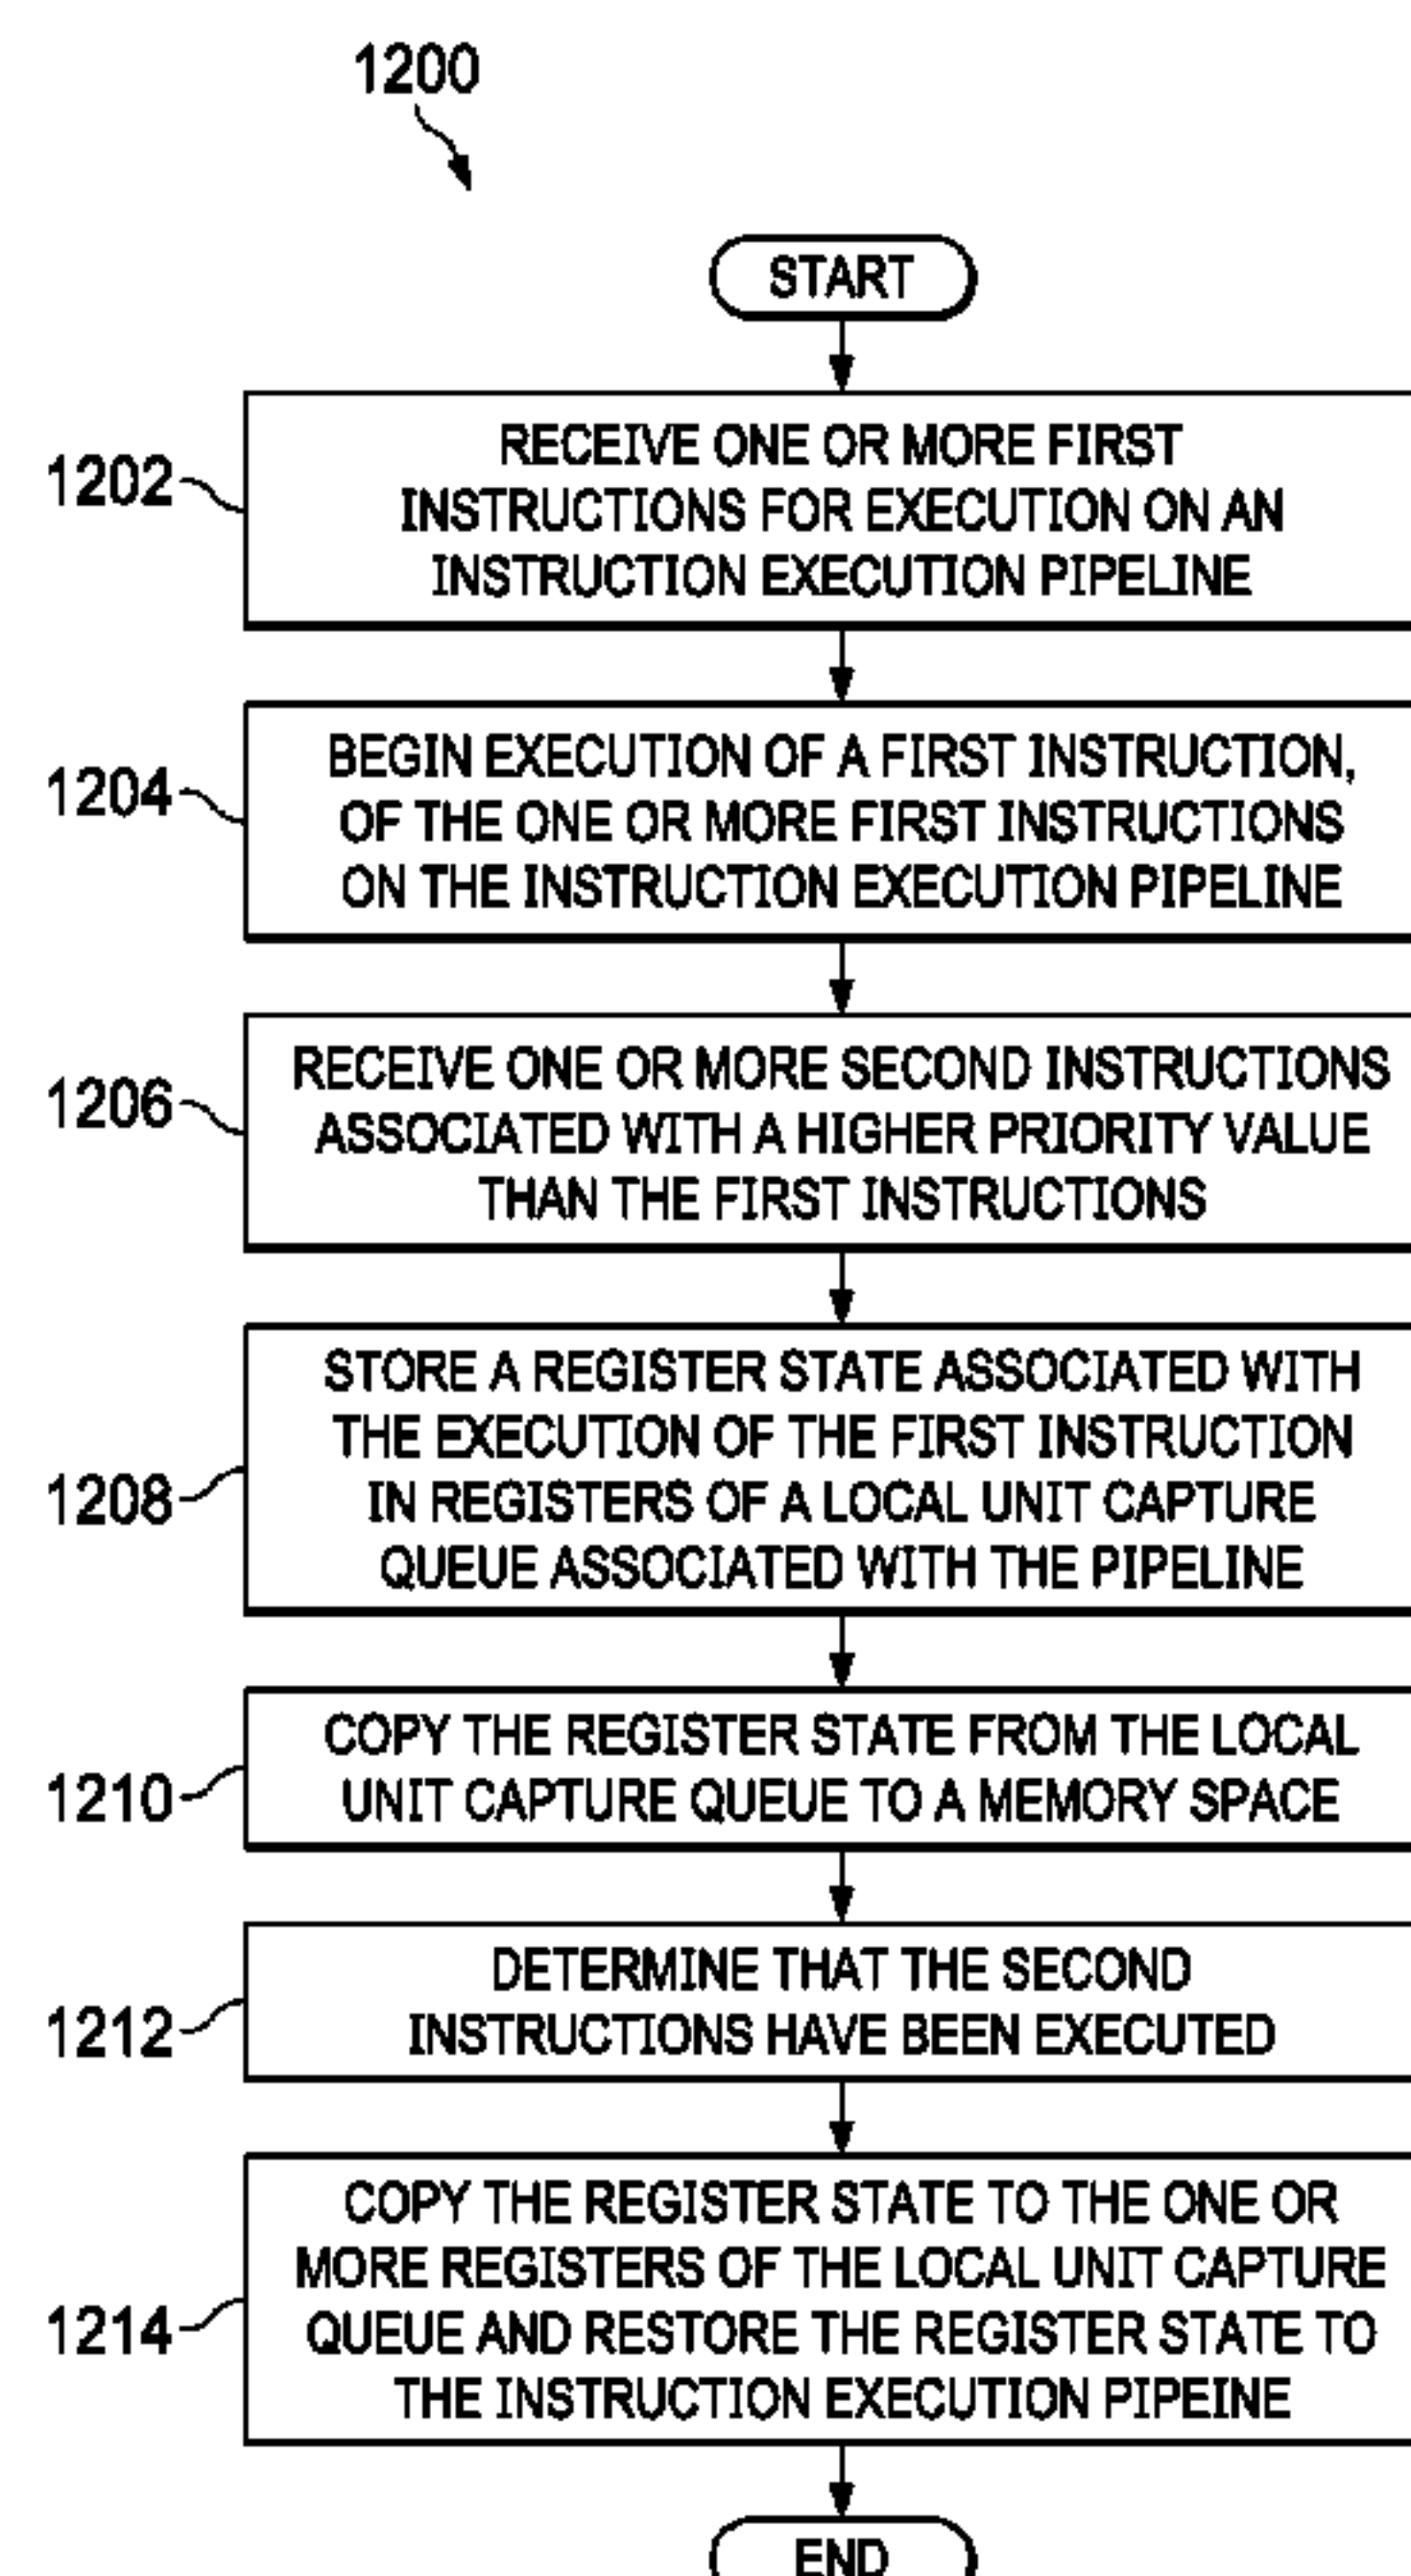 1200
START
1202
RECEIVE ONE OR MORE FIRST
INSTRUCTIONS FOR EXECUTION ON AN
INSTRUCTION EXECUTION PIPELINE
1204
BEGIN EXECUTION OF A FIRST INSTRUCTION,
OF THE ONE OR MORE FIRST INSTRUCTIONS
ON THE INSTRUCTION EXECUTION PIPELINE
1206
RECEIVE ONE OR MORE SECOND INSTRUCTIONS
ASSOCIATED WITH A HIGHER PRIORITY VALUE
THAN THE FIRST INSTRUCTIONS
1208
STORE A REGISTER STATE ASSOCIATED WITH
THE EXECUTION OF THE FIRST INSTRUCTION
IN REGISTERS OF A LOCAL UNIT CAPTURE
QUEUE ASSOCIATED WITH THE PIPELINE
1210
COPY THE REGISTER STATE FROM THE LOCAL
UNIT CAPTURE QUEUE TO A MEMORY SPACE
1212
DETERMINE THAT THE SECOND
INSTRUCTIONS HAVE BEEN EXECUTED
1214
COPY THE REGISTER STATE TO THE ONE OR
MORE REGISTERS OF THE LOCAL UNIT CAPTURE
QUEUE AND RESTORE THE REGISTER STATE TO
THE INSTRUCTION EXECUTION PIPEINE
END